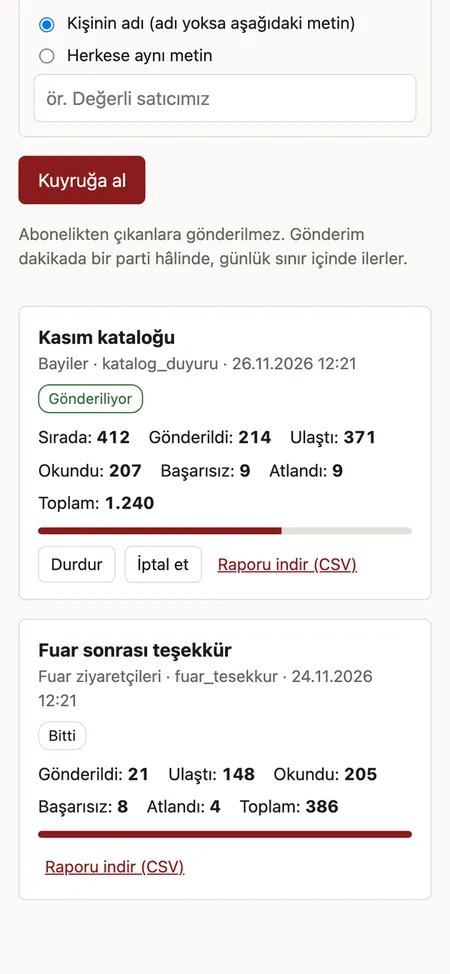 Kişinin adı (adı yoksa aşağıdaki metin)
Herkese aynı metin
ör. Değerli satıcımız
Kuyruğa al
Abonelikten çıkanlara gönderilmez. Gönderim
dakikada bir parti hâlinde, günlük sınır içinde ilerler.
Kasım kataloğu
Bayiler · katalog_duyuru · 26.11.2026 12:21
Gönderiliyor
Sırada: 412 Gönderildi: 214 Ulaştı: 371
Okundu: 207 Başarısız: 9 Atlandı: 9
Toplam: 1.240
Durdur İptal et Raporu indir (CSV)
Fuar sonrası teşekkür
Fuar ziyaretçileri · fuar_tesekkur · 24.11.2026
12:21
Bitti
Gönderildi: 21 Ulaştı: 148 Okundu: 205
Başarısız: 8 Atlandı: 4 Toplam: 386
Raporu indir (CSV)